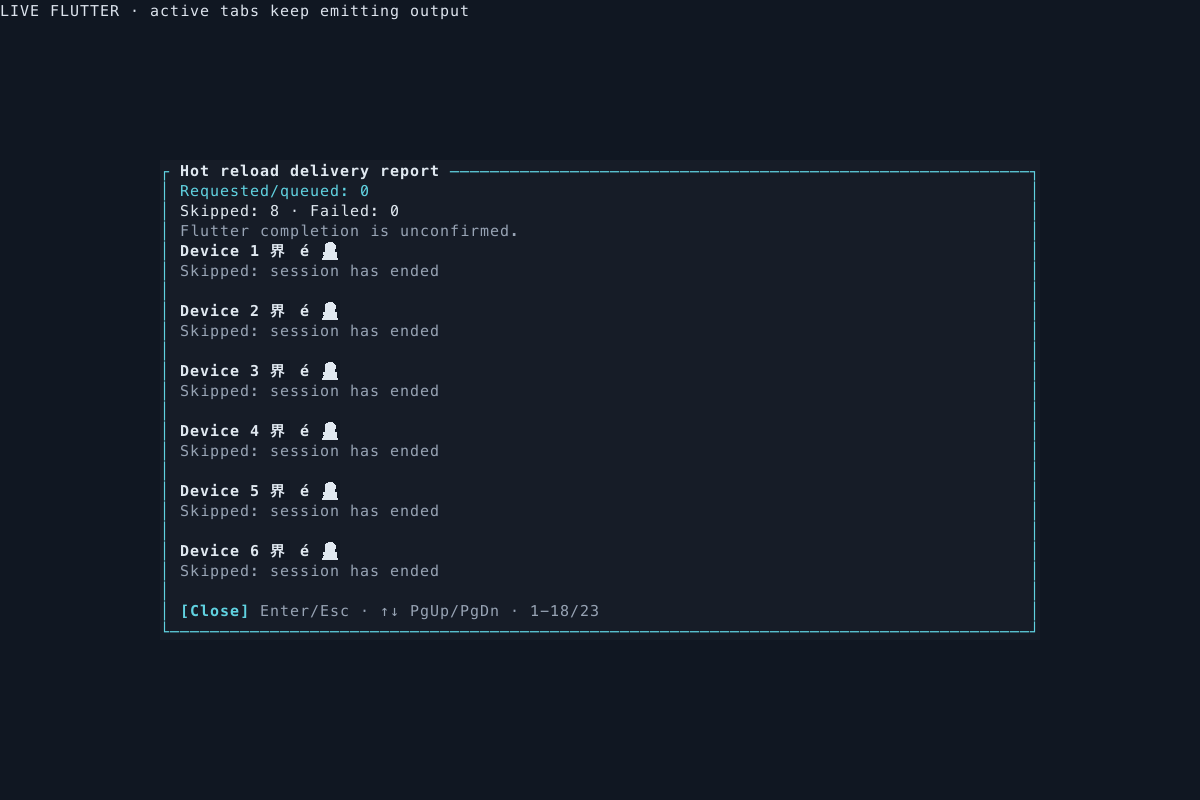 LIVE FLUTTER · active tabs keep emitting output
Hot reload delivery report
Requested/queued: 0
Skipped: 8 · Failed: 0
Flutter completion is unconfirmed.
Device 1 界 é 👤
Skipped: session has ended
Device 2 界 é 👤
Skipped: session has ended
Device 3 界 é 👤
Skipped: session has ended
Device 4 界 é 👤
Skipped: session has ended
Device 5 界 é 👤
Skipped: session has ended
Device 6 界 é 👤
Skipped: session has ended
[Close] Enter/Esc · ↑↓ PgUp/PgDn · 1–18/23